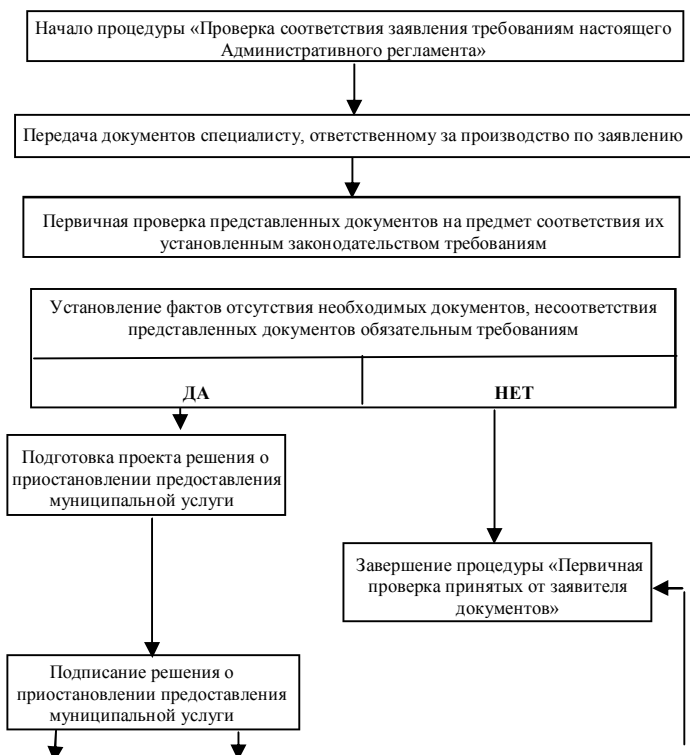 Начало процедуры «Проверка соответствия заявления требованиям настоящего
Административного регламента»
Передача документов специалисту, ответственному за производство по заявлению
Первичная проверка представленных документов на предмет соответствия их
установленным законодательством требованиям
Установление фактов отсутствия необходимых документов, несоответствия
представленных документов обязательным требованиям
ДА
НЕТ
Подготовка проекта решения о
приостановлении предоставления
муниципальной услуги
Завершение процедуры «Первичная
проверка принятых от заявителя
документов»
Подписание решения о
приостановлении предоставления
муниципальной услуги